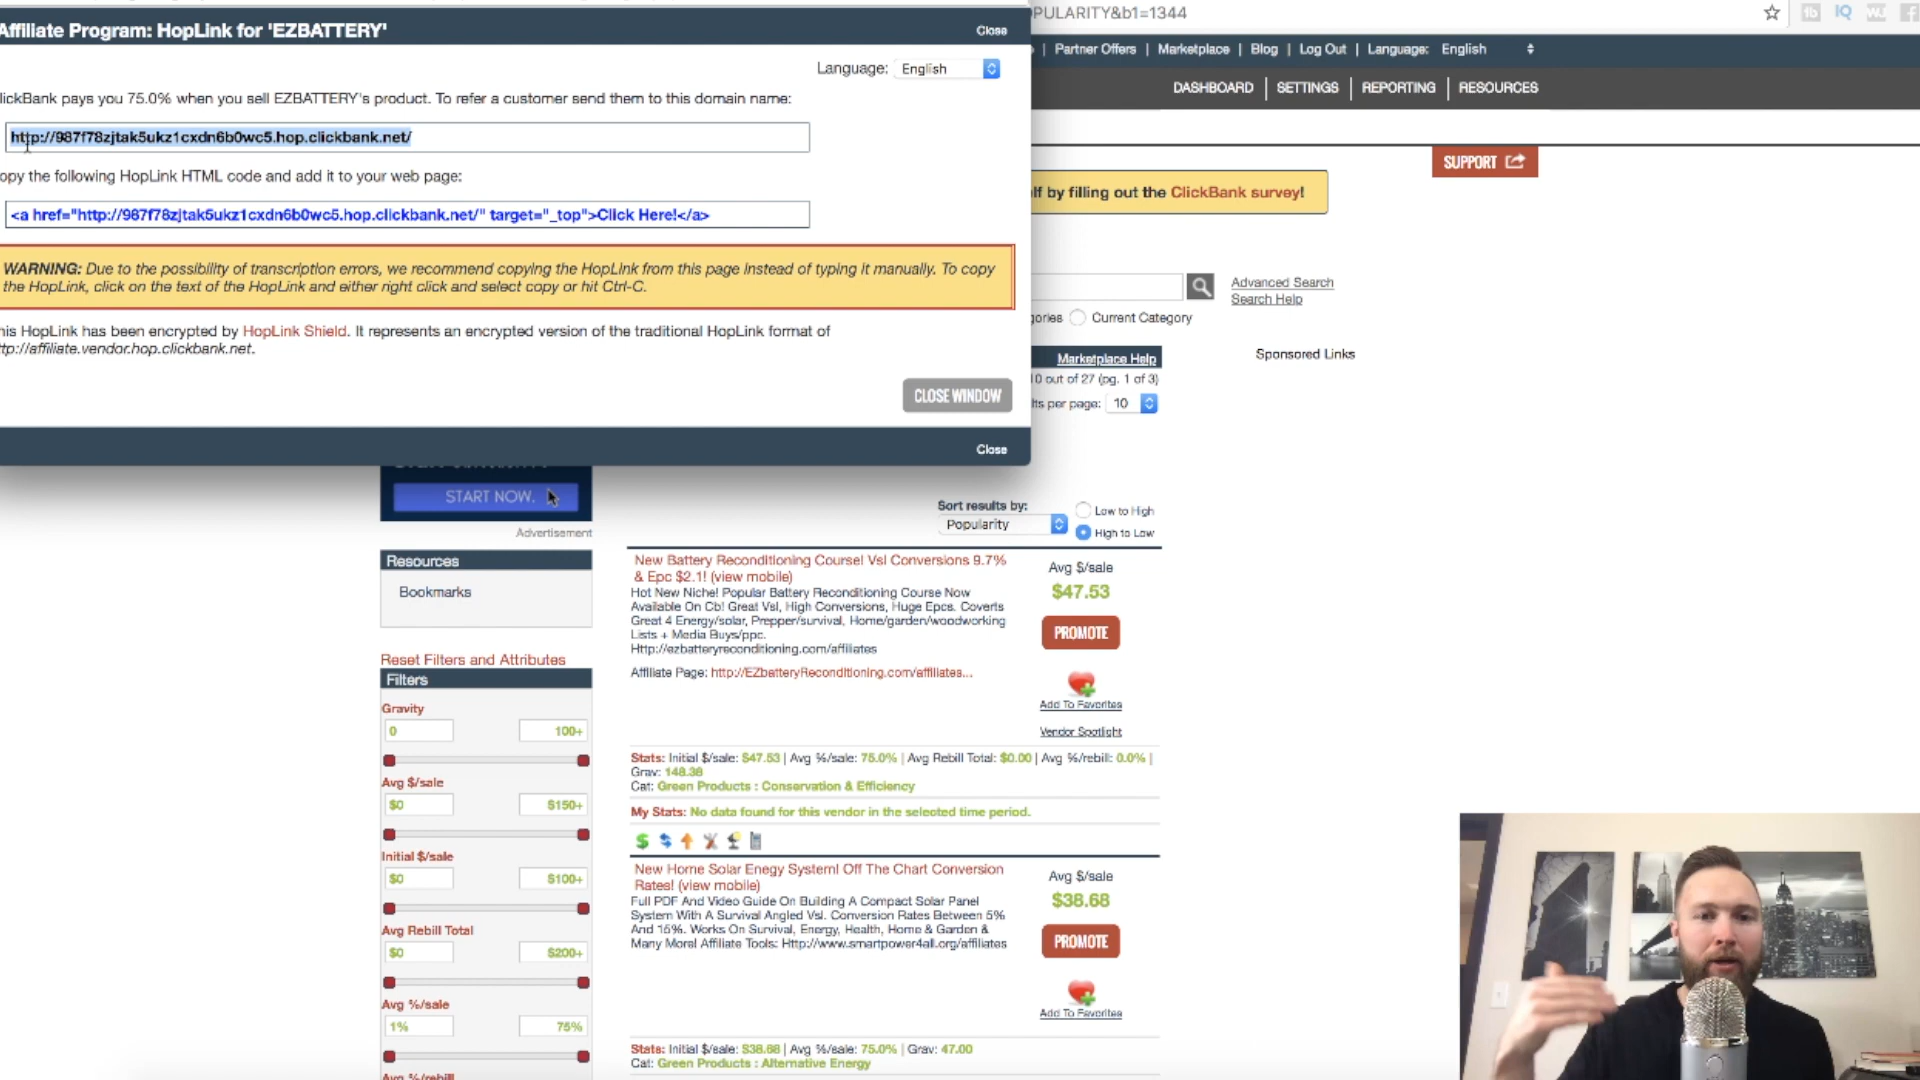 PULARITY&b1=1344
Affiliate Program: HopLink for 'EZBATTERY'
Close
| Partner Offers | Marketplace | Blog | Log Out | Language: English
Language: English
DASHBOARD | SETTINGS | REPORTING | RESOURCES
lickBank pays you 75.0% when you sell EZBATTERY's product. To refer a customer send them to this domain name:
http://987f78zjtak5ukz1cxdn6b0wc5.hop.clickbank.net/
SUPPORT
opy the following HopLink HTML code and add it to your web page:
lf by filling out the ClickBank survey!
<a href="http://987f78zjtak5ukz1cxdn6b0wc5.hop.clickbank.net/" target="_top">Click Here!</a>
WARNING: Due to the possibility of transcription errors, we recommend copying the HopLink from this page instead of typing it manually. To copy
the HopLink, click on the text of the HopLink and either right click and select copy or hit Ctrl-C.
Advanced Search
Search Help
his HopLink has been encrypted by HopLink Shield. It represents an encrypted version of the traditional HopLink format of
ttp://affiliate.vendor.hop.clickbank.net.
gories Current Category
Sponsored Links
Marketplace Help
10 out of 27 (pg. 1 of 3)
lts per page: 10
CLOSE WINDOW
Close
START NOW.
Advertisement
Sort results by:
Popularity
Low to High
High to Low
Resources
Bookmarks
Reset Filters and Attributes
Filters
Gravity
0 100+
Avg $/sale
$0 $150+
Initial $/sale
$0 $100+
Avg Rebill Total
$0 $200+
Avg %/sale
1% 75%
Avg %/rebill
New Battery Reconditioning Course! Vsl Conversions 9.7%
& Epc $2.1! (view mobile)
Hot New Niche! Popular Battery Reconditioning Course Now
Available On Cb! Great Vsl, High Conversions, Huge Epcs. Coverts
Great 4 Energy/solar, Prepper/survival, Home/garden/woodworking
Lists + Media Buys/ppc.
Http://ezbatteryreconditioning.com/affiliates
Affiliate Page: http://EZbatteryReconditioning.com/affiliates...
Avg $/sale
$47.53
PROMOTE
Add To Favorites
Vendor Spotlight
Stats: Initial $/sale: $47.53 | Avg %/sale: 75.0% | Avg Rebill Total: $0.00 | Avg %/rebill: 0.0% |
Grav: 148.38
Cat: Green Products : Conservation & Efficiency
My Stats: No data found for this vendor in the selected time period.
New Home Solar Enegy System! Off The Chart Conversion
Rates! (view mobile)
Full PDF And Video Guide On Building A Compact Solar Panel
System With A Survival Angled Vsl. Conversion Rates Between 5%
And 15%. Works On Survival, Energy, Health, Home & Garden &
Many More! Affiliate Tools: Http://www.smartpower4all.org/affiliates
Avg $/sale
$38.68
PROMOTE
Add To Favorites
Stats: Initial $/sale: $38.68 | Avg %/sale: 75.0% | Grav: 47.00
Cat: Green Products : Alternative Energy